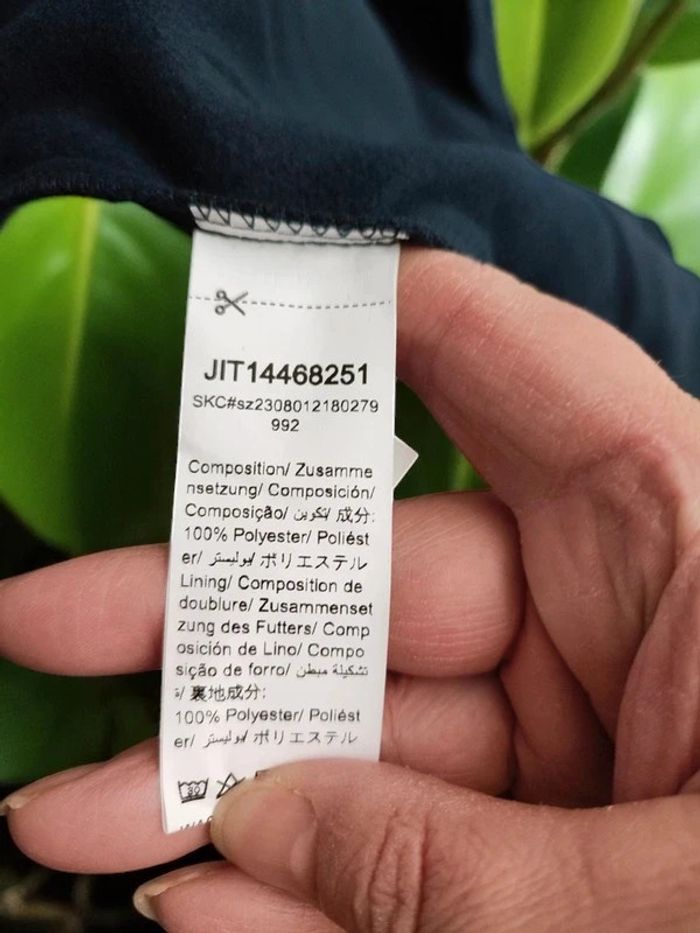 JIT14468251
SKC#sz2308012180279
992
Composition/ Zusamme
nsetzung/ Composición/
Composição/ تكوين/ 成分:
100% Polyester/ Poliést
er/ بوليستر/ ポリエステル
Lining/ Composition de
doublure/ Zusammenset
zung des Futters/ Comp
osición de Lino/ Compo
sição de forro/ تشكيلة مبطن
ة/ 裏地成分:
100% Polyester/ Poliést
er/ بوليستر/ ポリエステル
30